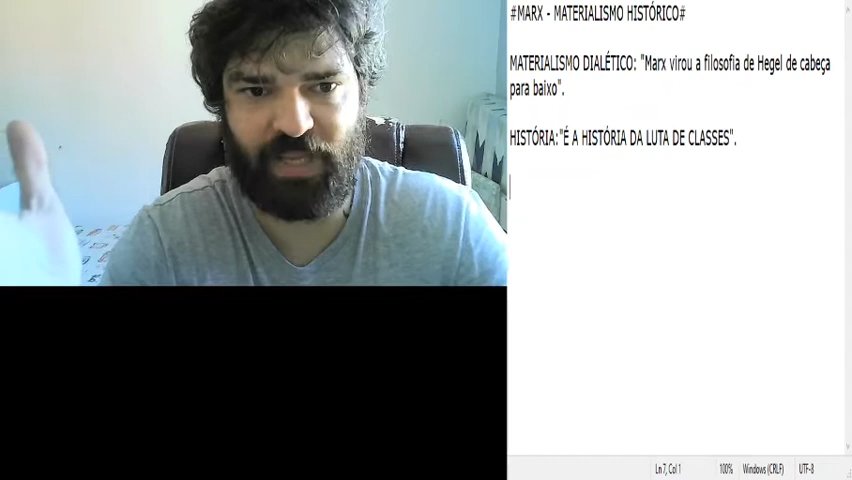 #MARX - MATERIALISMO HISTÓRICO#
MATERIALISMO DIALÉTICO: "Marx virou a filosofia de Hegel de cabeça
para baixo".
HISTÓRIA:"É A HISTÓRIA DA LUTA DE CLASSES".
Ln 7, Col 1 100% Windows (CRLF) UTF-8